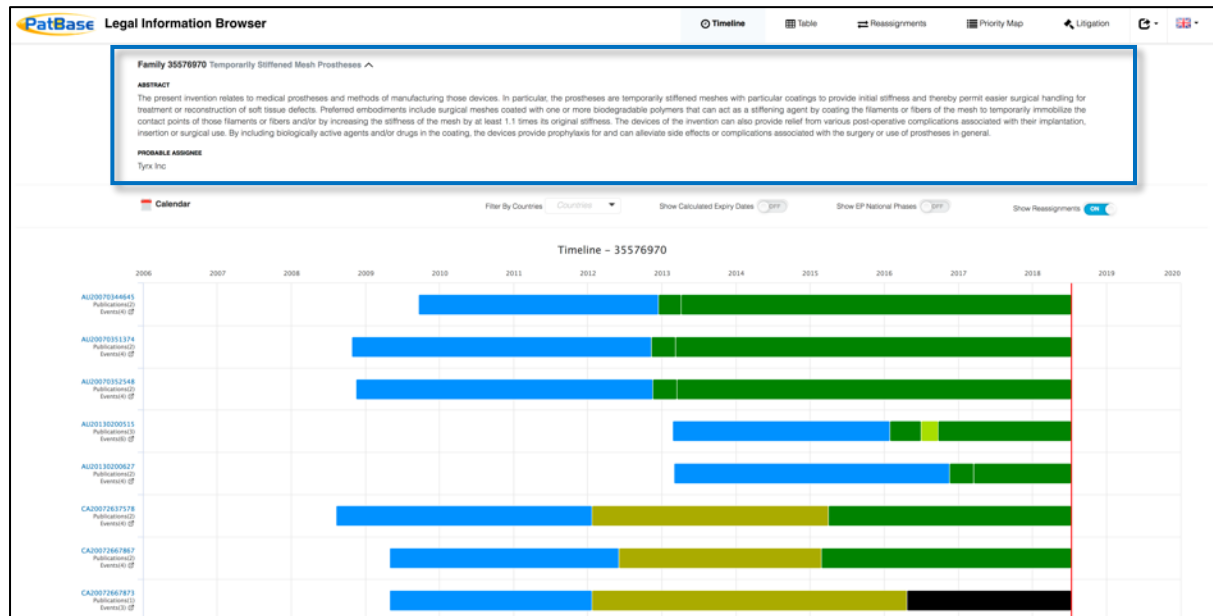 PatBase Legal Information Browser
Timeline Table Reassignments Priority Map Litigation
Family 35576970 Temporarily Stiffened Mesh Prostheses
ABSTRACT
The present invention relates to medical prostheses and methods of manufacturing those devices. In particular, the prostheses are temporarily stiffened meshes with particular coatings to provide initial stiffness and thereby permit easier surgical handling for
treatment or reconstruction of soft tissue defects. Preferred embodiments include surgical meshes coated with one or more biodegradable polymers that can act as a stiffening agent by coating the filaments or fibers of the mesh to temporarily immobilize the
contact points of those filaments or fibers and/or by increasing the stiffness of the mesh by at least 1.1 times its original stiffness. The devices of the invention can also provide relief from various post-operative complications associated with their implantation,
insertion or surgical use. By including biologically active agents and/or drugs in the coating, the devices provide prophylaxis for and can alleviate side effects or complications associated with the surgery or use of prostheses in general.
PROBABLE ASSIGNEE
Tyrx Inc
Calendar Filter By Countries Countries Show Calculated Expiry Dates OFF Show EP National Phases OFF Show Reassignments ON
Timeline - 35576970
2006 2007 2008 2009 2010 2011 2012 2013 2014 2015 2016 2017 2018 2019 2020
AU20070344645
Publications(2)
Events(4)
AU20070351374
Publications(2)
Events(4)
AU20070352548
Publications(2)
Events(4)
AU20130200515
Publications(3)
Events(6)
AU20130200627
Publications(2)
Events(4)
CA20072637578
Publications(2)
Events(4)
CA20072667867
Publications(2)
Events(4)
CA20072667873
Publications(1)
Events(3)